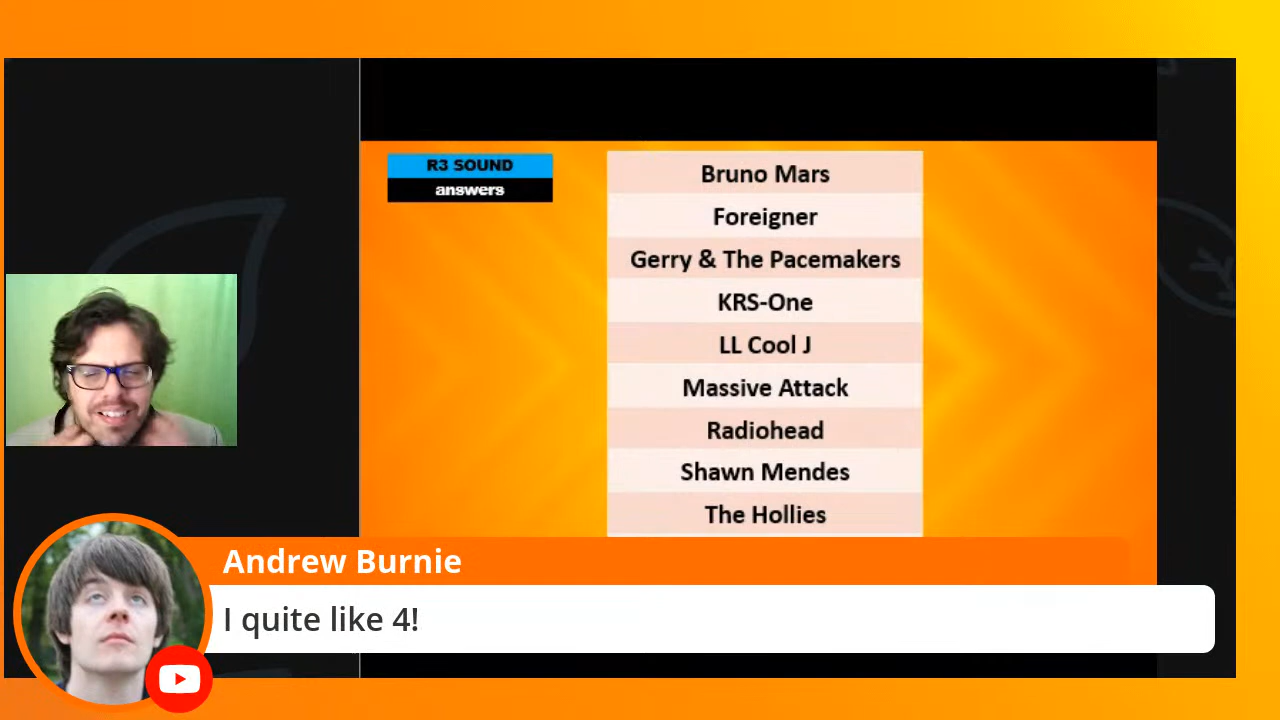 R3 SOUND
answers
Bruno Mars
Foreigner
Gerry & The Pacemakers
KRS-One
LL Cool J
Massive Attack
Radiohead
Shawn Mendes
The Hollies
Andrew Burnie
I quite like 4!